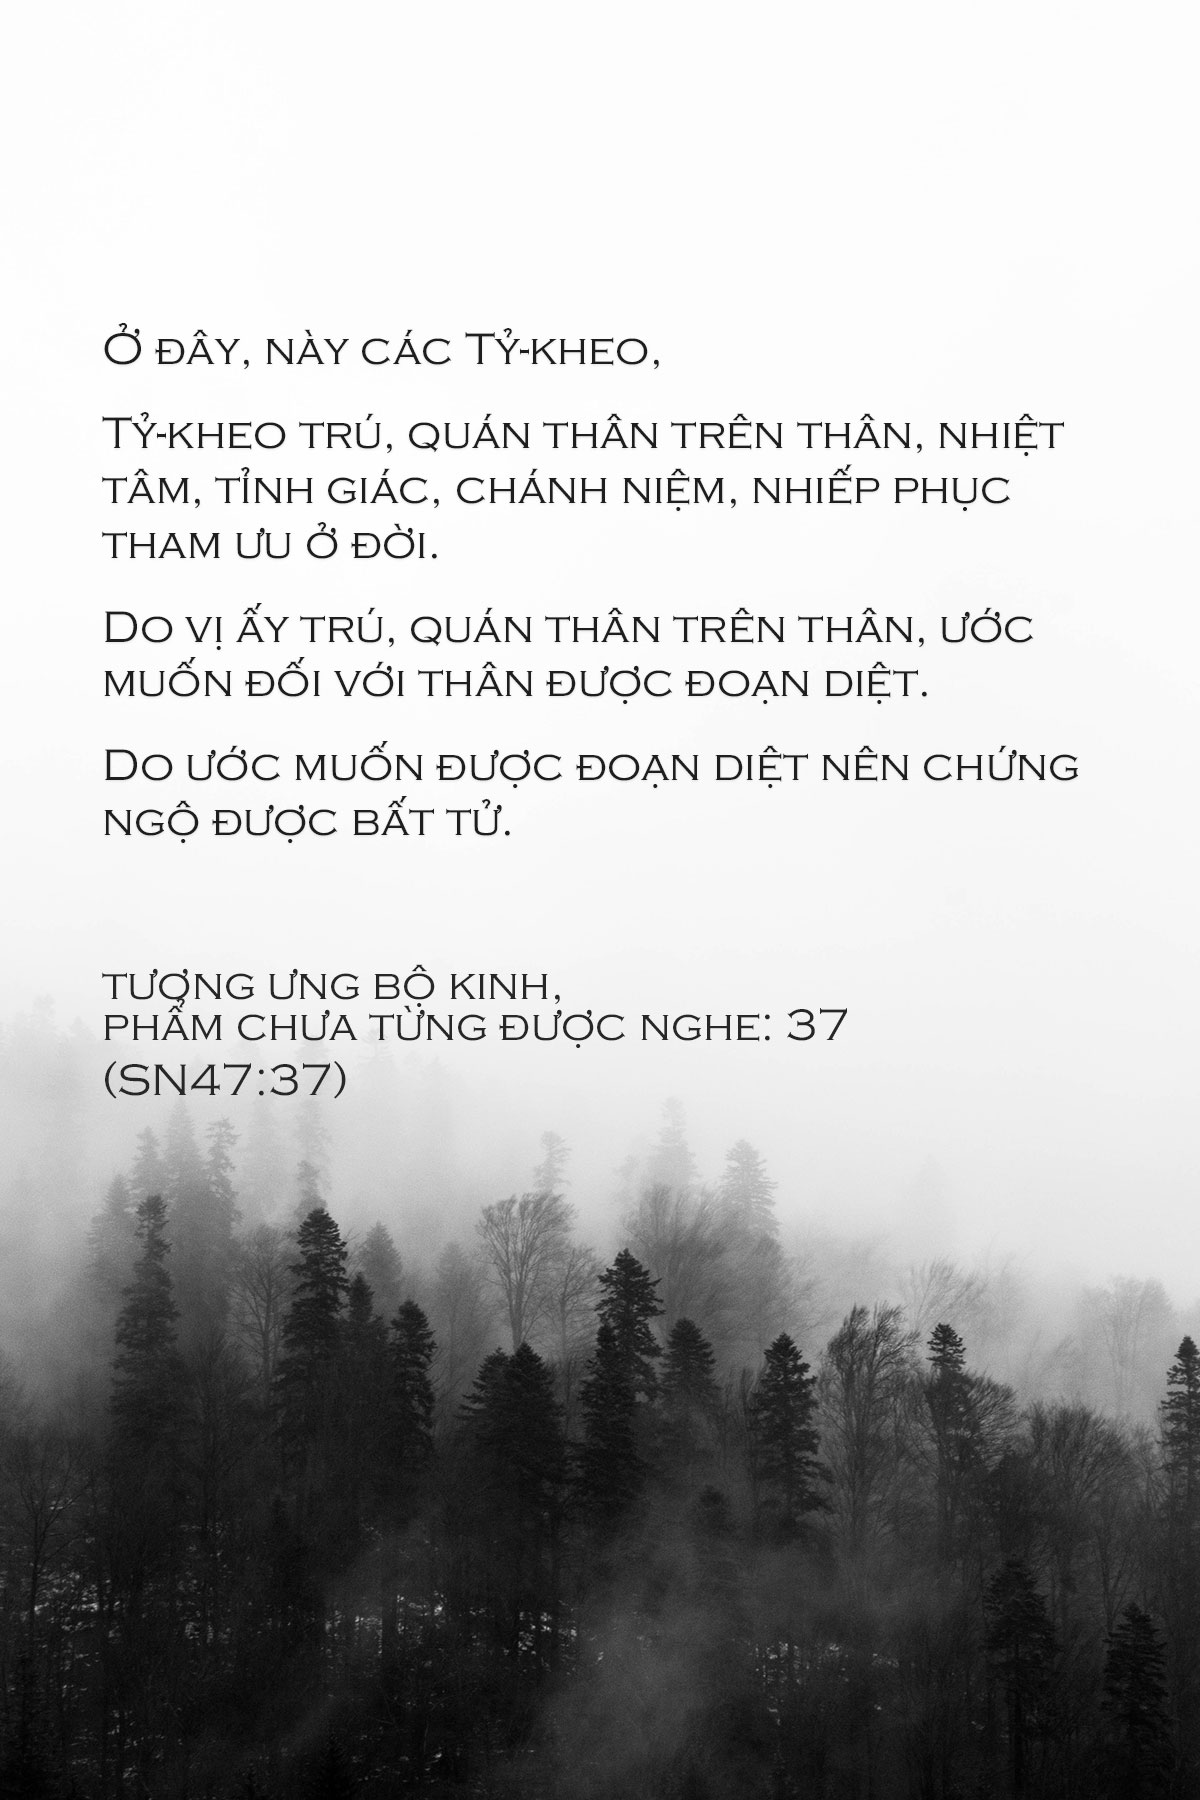 Ở đây, này các Tỷ-kheo,
Tỷ-kheo trú, quán thân trên thân, nhiệt
tâm, tỉnh giác, chánh niệm, nhiếp phục
tham ưu ở đời.
Do vị ấy trú, quán thân trên thân, ước
muốn đối với thân được đoạn diệt.
Do ước muốn được đoạn diệt nên chứng
ngộ được bất tử.
tương ưng bộ kinh,
phẩm chưa từng được nghe: 37
(SN47:37)